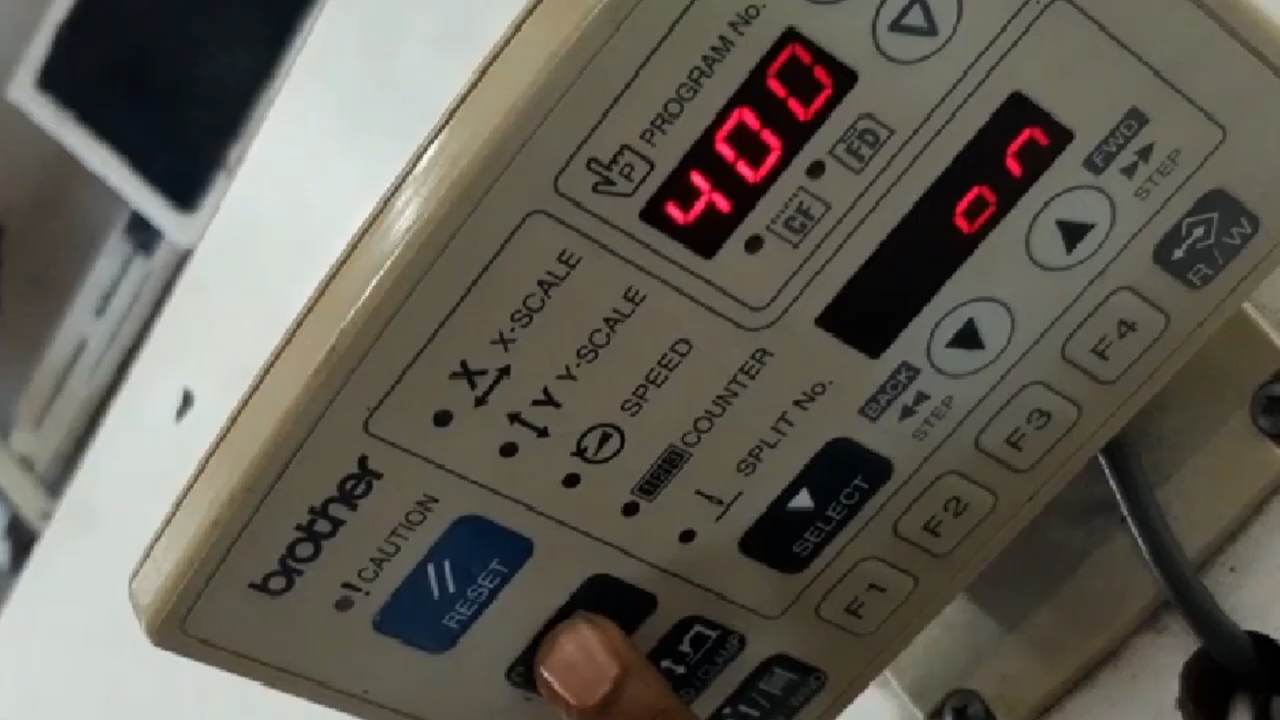 P
PROGRAM No.
400
CF
FD
on
X
X-SCALE
Y
Y-SCALE
SPEED
COUNTER
SPLIT No.
SELECT
FWD
STEP
BACK
STEP
R/W
F1
F2
F3
F4
brother
! CAUTION
RESET